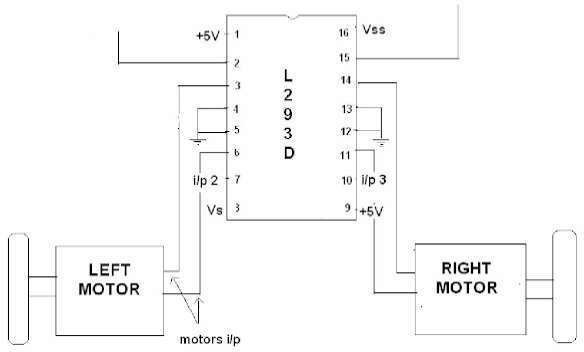 +5V 1
2
3
4
5
6
i/p 2 7
Vs 8
L
2
9
3
D
16 Vss
15
14
13
12
11
10 i/p 3
9 +5V
LEFT
MOTOR
RIGHT
MOTOR
motors i/p